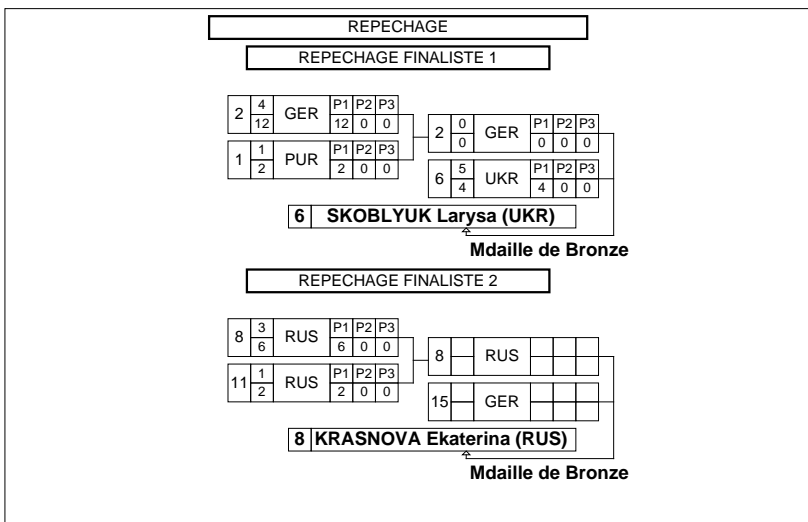 REPECHAGE
REPECHAGE FINALISTE 1
2 4 12 GER P1 P2 P3 12 0 0
1 1 2 PUR P1 P2 P3 2 0 0
2 0 0 GER P1 P2 P3 0 0 0
6 5 4 UKR P1 P2 P3 4 0 0
6 SKOBLYUK Larysa (UKR)
Mdaille de Bronze
REPECHAGE FINALISTE 2
8 3 6 RUS P1 P2 P3 6 0 0
11 1 2 RUS P1 P2 P3 2 0 0
8 RUS
15 GER
8 KRASNOVA Ekaterina (RUS)
Mdaille de Bronze